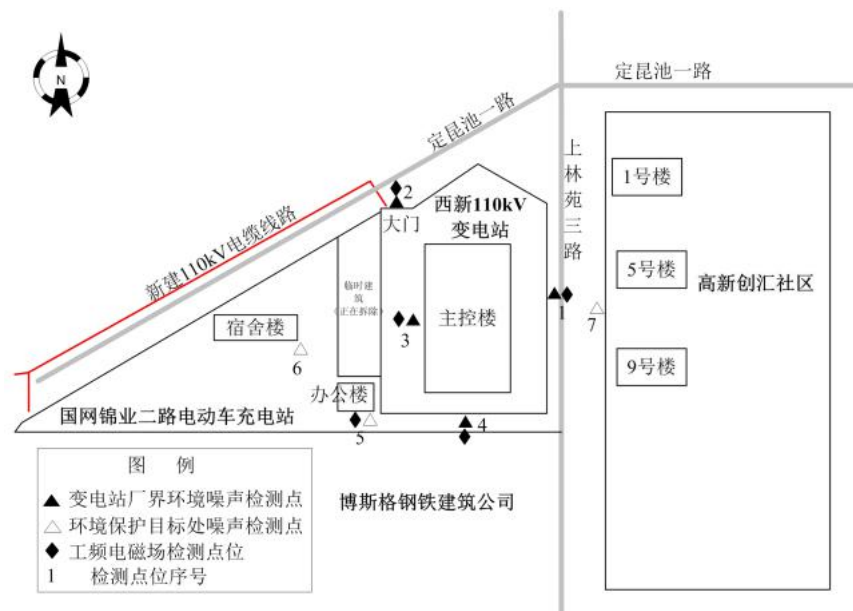 定昆池一路
N
定昆池一路
上林苑三路
2
大门
西新110kV
变电站
1号楼
新建110kV电缆线路
5号楼
高新创汇社区
临时建
筑
(正在拆除)
宿舍楼
主控楼
3
1
7
6
9号楼
办公楼
国网锦业二路电动车充电站
5
4
图 例
变电站厂界环境噪声检测点
环境保护目标处噪声检测点
工频电磁场检测点位
1 检测点位序号
博斯格钢铁建筑公司